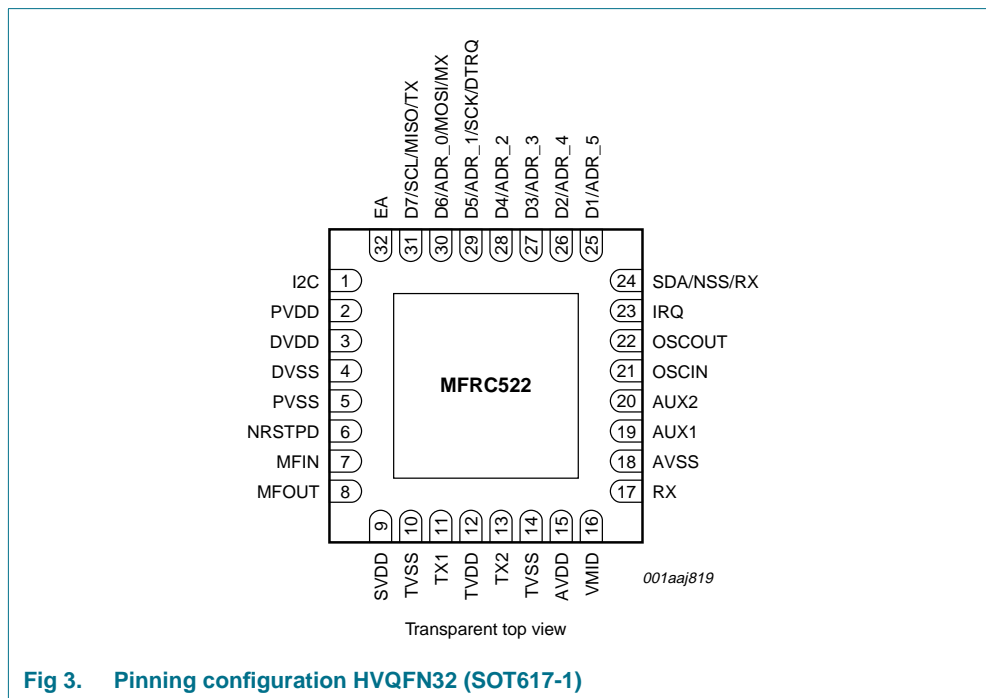 EA
D7/SCL/MISO/TX
D6/ADR_0/MOSI/MX
D5/ADR_1/SCK/DTRQ
D4/ADR_2
D3/ADR_3
D2/ADR_4
D1/ADR_5
32 31 30 29 28 27 26 25
I2C 1
PVDD 2
DVDD 3
DVSS 4
PVSS 5
NRSTPD 6
MFIN 7
MFOUT 8
MFRC522
24 SDA/NSS/RX
23 IRQ
22 OSCOUT
21 OSCIN
20 AUX2
19 AUX1
18 AVSS
17 RX
9 10 11 12 13 14 15 16
SVDD
TVSS
TX1
TVDD
TX2
TVSS
AVDD
VMID
001aaj819
Transparent top view
Fig 3. Pinning configuration HVQFN32 (SOT617-1)